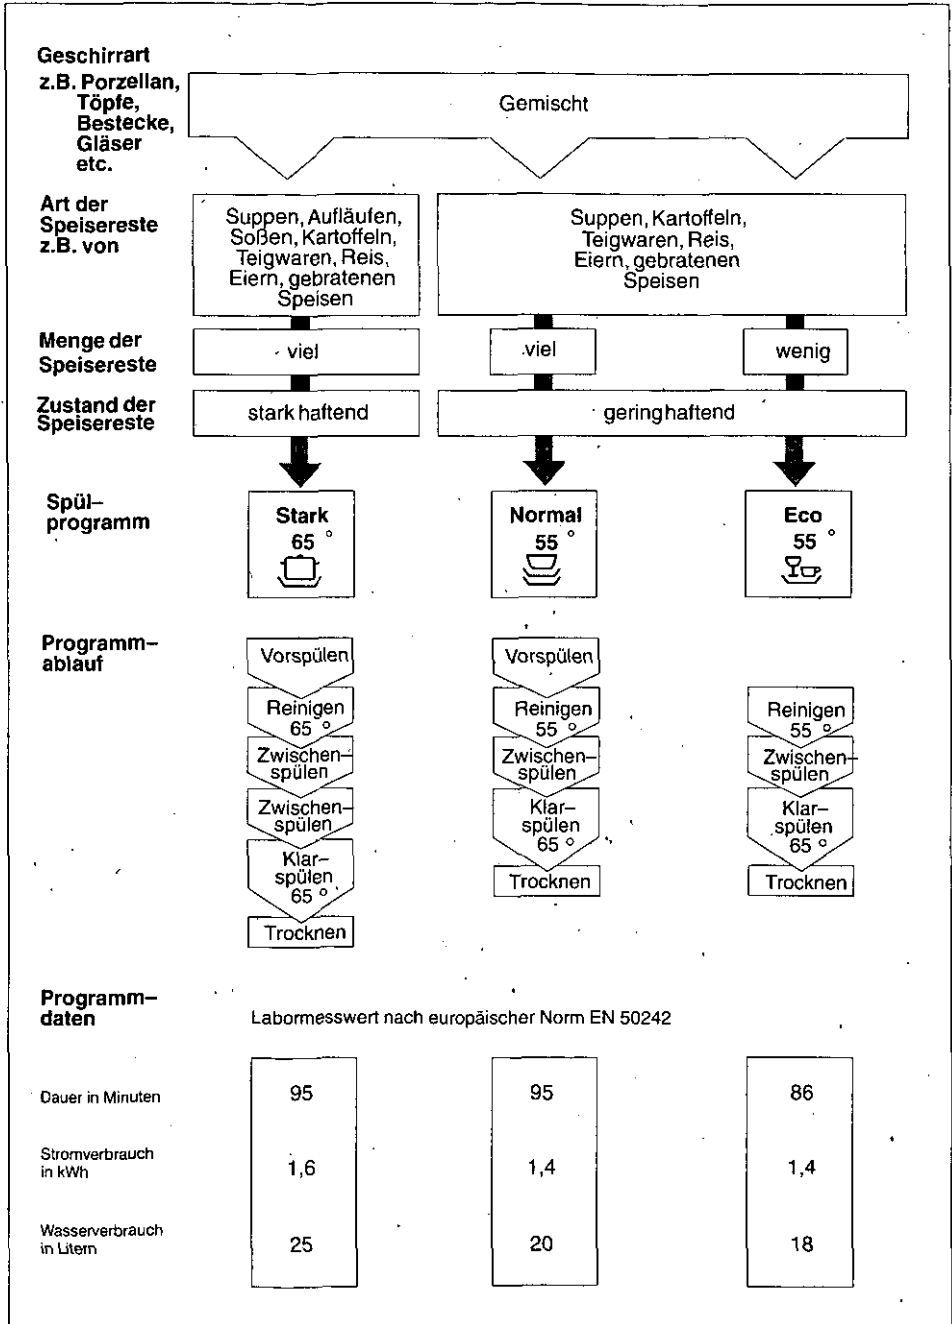 Geschirrart
z.B. Porzellan,
Töpfe,
Bestecke,
Gläser
etc.
Gemischt
Art der
Speisereste
z.B. von
Suppen, Aufläufen,
Soßen, Kartoffeln,
Teigwaren, Reis,
Eiern, gebratenen
Speisen
Suppen, Kartoffeln,
Teigwaren, Reis,
Eiern, gebratenen
Speisen
Menge der
Speisereste
viel
viel
wenig
Zustand der
Speisereste
stark haftend
gering haftend
Spül–
programm
Stark
65 °
Normal
55 °
Eco
55 °
Programm–
ablauf
Vorspülen
Reinigen
65 °
Zwischen–
spülen
Zwischen–
spülen
Klar–
spülen
65 °
Trocknen
Vorspülen
Reinigen
55 °
Zwischen–
spülen
Klar–
spülen
65 °
Trocknen
Reinigen
55 °
Zwischen–
spülen
Klar–
spülen
65 °
Trocknen
Programm–
daten
Labormesswert nach europäischer Norm EN 50242
Dauer in Minuten
95
95
86
Stromverbrauch
in kWh
1,6
1,4
1,4
Wasserverbrauch
in Litern
25
20
18